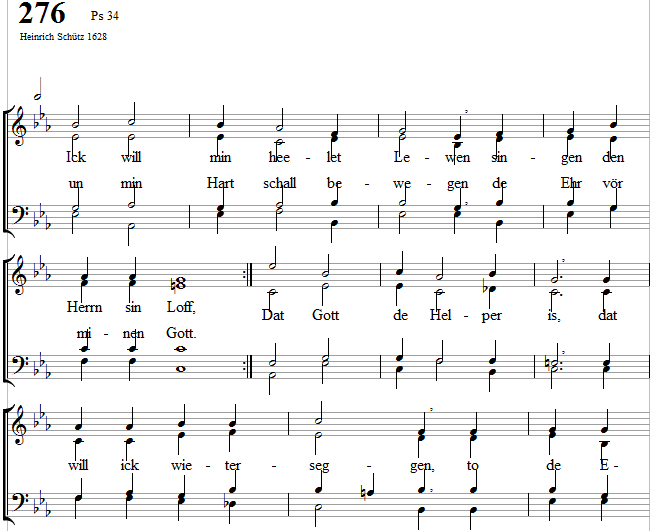 276 Ps 34
Heinrich Schütz 1628
Ick will min hee - let Le - wen sin - gen den
un min Hart schall be - we - gen de Ehr vör
Herrn sin Loff, Dat Gott de Hel - per is, dat
mi - nen Gott.
will ick wie - ter - seg - gen, to de E -